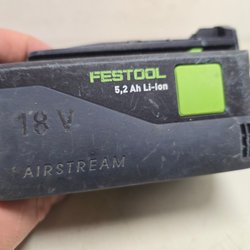 FESTOOL
5,2 Ah Li-Ion
18 V
AIRSTREAM